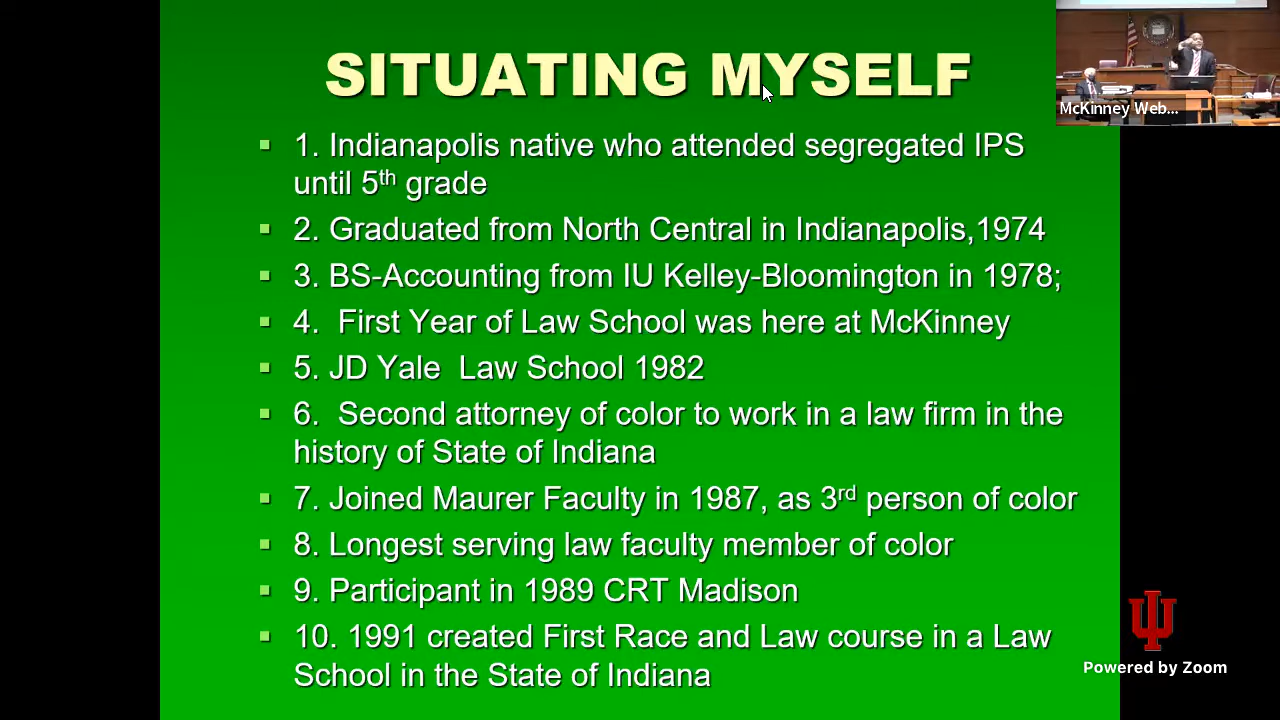 SITUATING MYSELF
McKinney Web...
1. Indianapolis native who attended segregated IPS
until 5th grade
2. Graduated from North Central in Indianapolis,1974
3. BS-Accounting from IU Kelley-Bloomington in 1978;
4. First Year of Law School was here at McKinney
5. JD Yale Law School 1982
6. Second attorney of color to work in a law firm in the
history of State of Indiana
7. Joined Maurer Faculty in 1987, as 3rd person of color
8. Longest serving law faculty member of color
9. Participant in 1989 CRT Madison
10. 1991 created First Race and Law course in a Law
School in the State of Indiana
Powered by Zoom